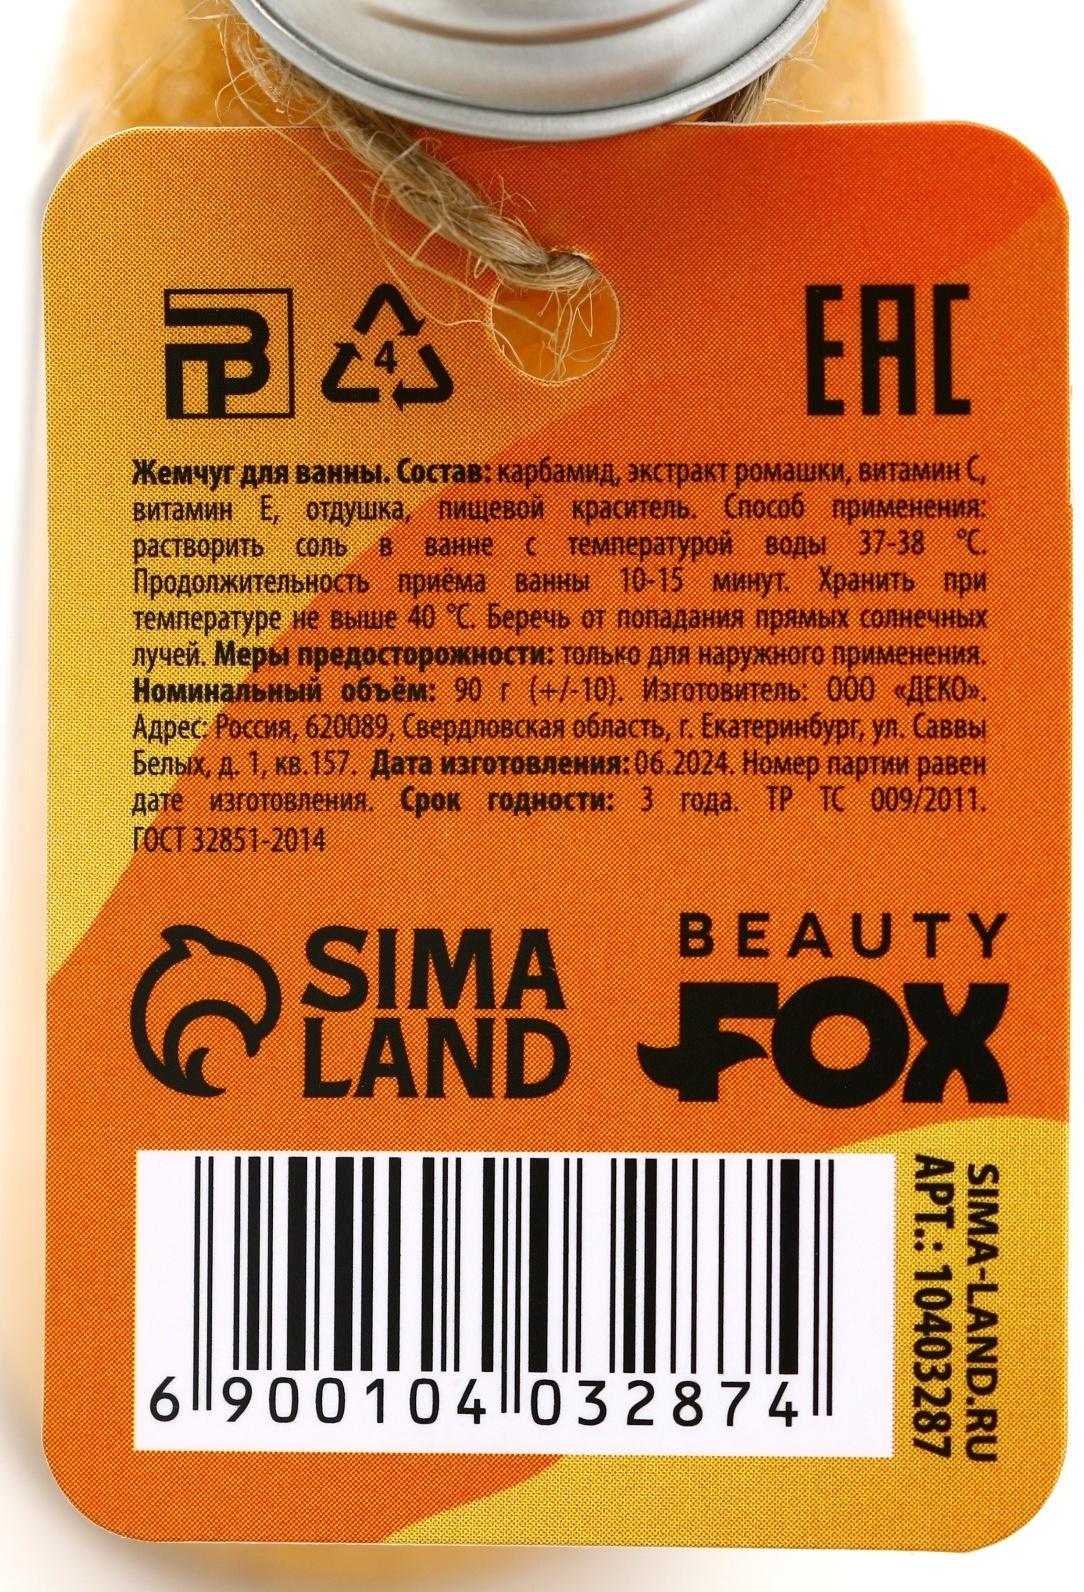 4
EAC
Жемчуг для ванны. Состав: карбамид, экстракт ромашки, витамин С,
витамин Е, отдушка, пищевой краситель. Способ применения:
растворить соль в ванне с температурой воды 37-38 °С.
Продолжительность приёма ванны 10-15 минут. Хранить при
температуре не выше 40 °С. Беречь от попадания прямых солнечных
лучей. Меры предосторожности: только для наружного применения.
Номинальный объём: 90 г (+/-10). Изготовитель: ООО «ДЕКО».
Адрес: Россия, 620089, Свердловская область, г. Екатеринбург, ул. Саввы
Белых, д. 1, кв.157. Дата изготовления: 06.2024. Номер партии равен
дате изготовления. Срок годности: 3 года. ТР ТС 009/2011.
ГОСТ 32851-2014
SIMA
LAND
BEAUTY
FOX
6 900104 032874
SIMA-LAND.RU
АРТ.: 10403287